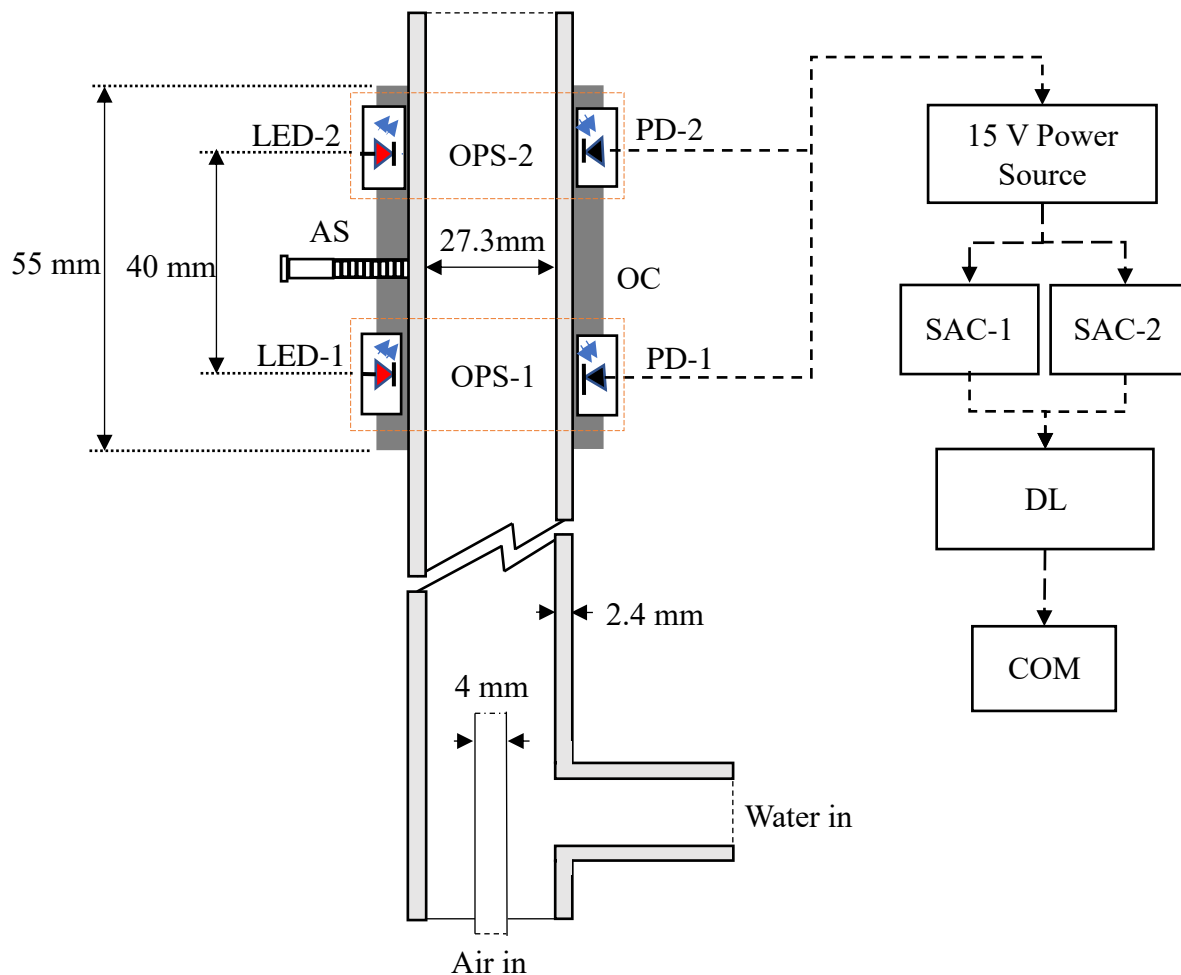 LED-2
OPS-2
PD-2
15 V Power
Source
AS
27.3mm
55 mm
40 mm
OC
SAC-1
SAC-2
LED-1
OPS-1
PD-1
DL
2.4 mm
COM
4 mm
Water in
Air in